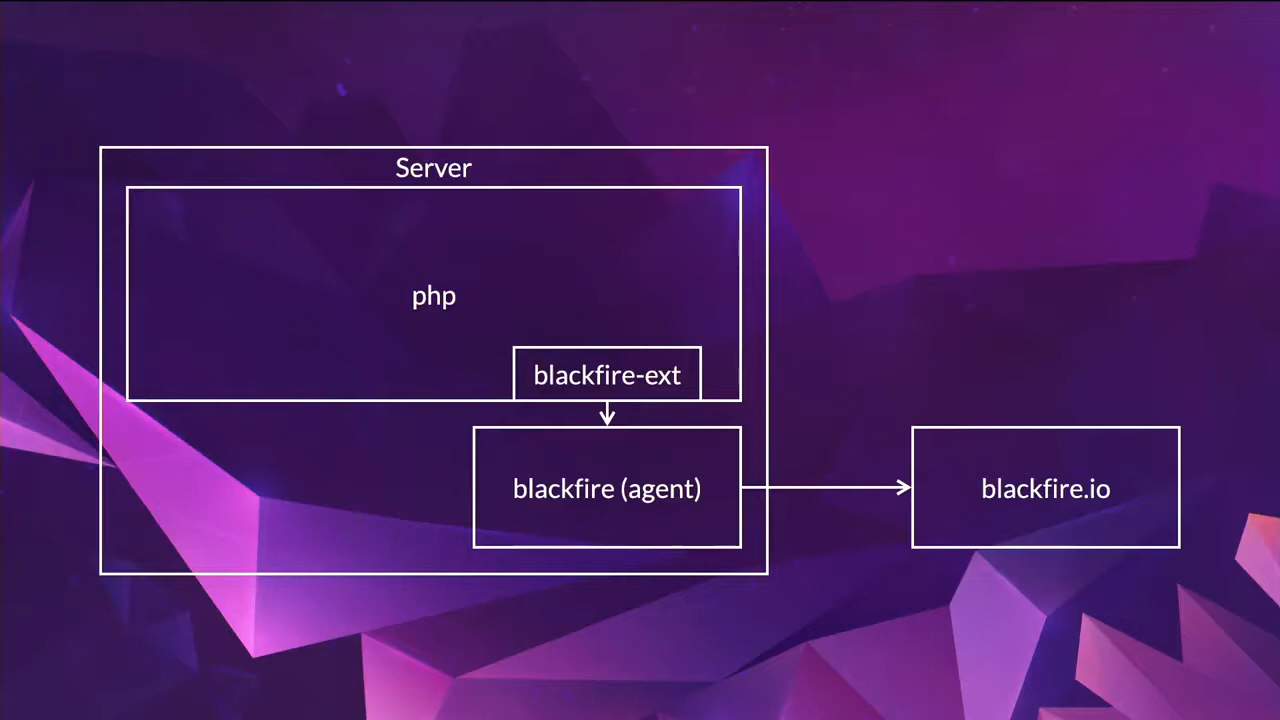 Server
php
blackfire-ext
blackfire (agent)
blackfire.io